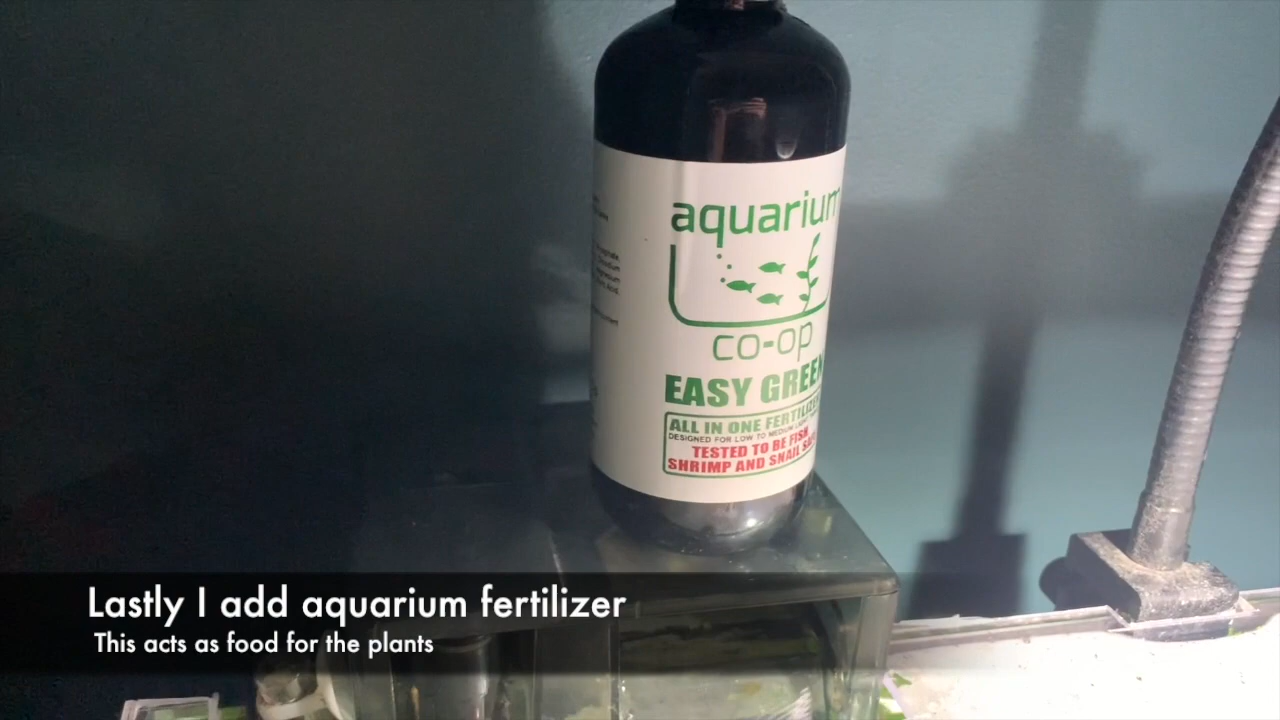 aquarium
co-op
EASY GREEN
ALL IN ONE FERTILIZER
DESIGNED FOR LOW TO MEDIUM LIGHT
TESTED TO BE FISH
SHRIMP AND SNAIL
Lastly I add aquarium fertilizer
This acts as food for the plants